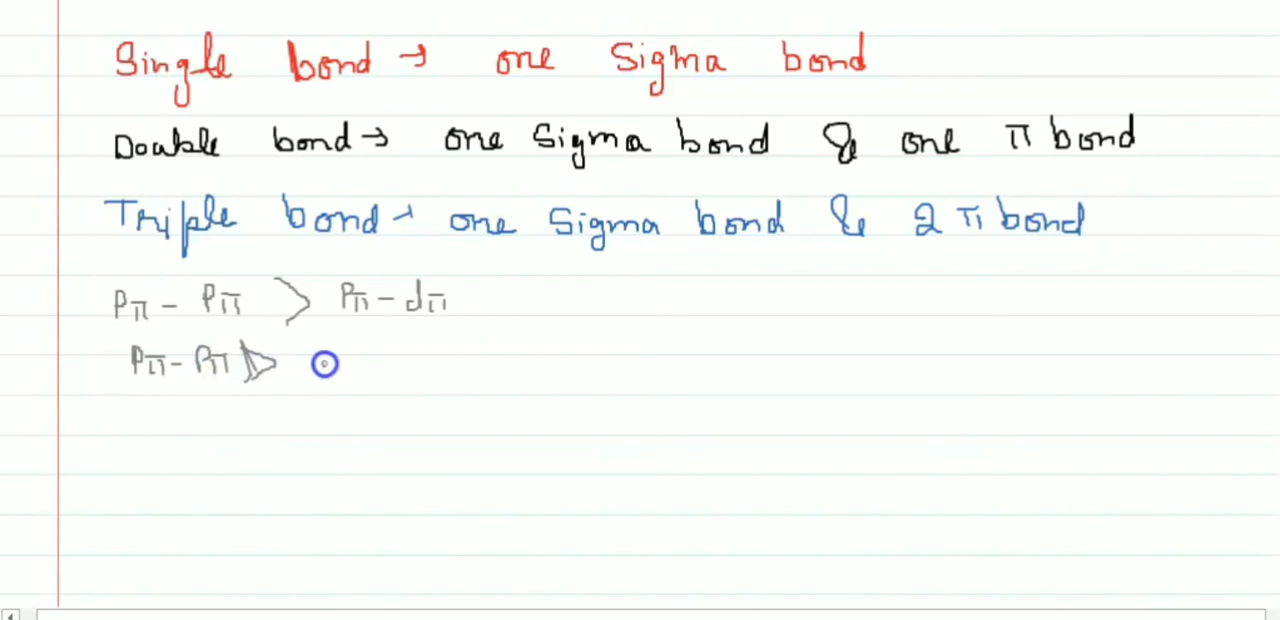 Single bond → one Sigma bond
Double bond → one Sigma bond & one π bond
Triple bond → one Sigma bond & 2 π bond
Pπ - Pπ > Pπ - dπ
Pπ - Pπ >